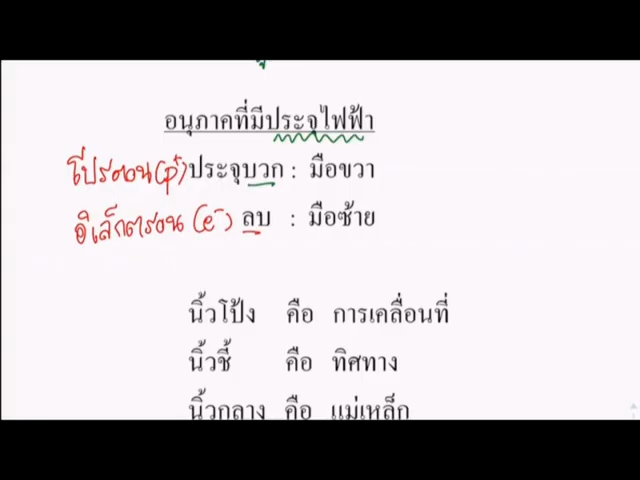 อนุภาคที่มีประจุไฟฟ้า
โปรตอน(p⁺) ประจุบวก : มือขวา
อิเล็กตรอน (e⁻) ลบ : มือซ้าย
นิ้วโป้ง คือ การเคลื่อนที่
นิ้วชี้ คือ ทิศทาง
นิ้วกลาง คือ แม่เหล็ก